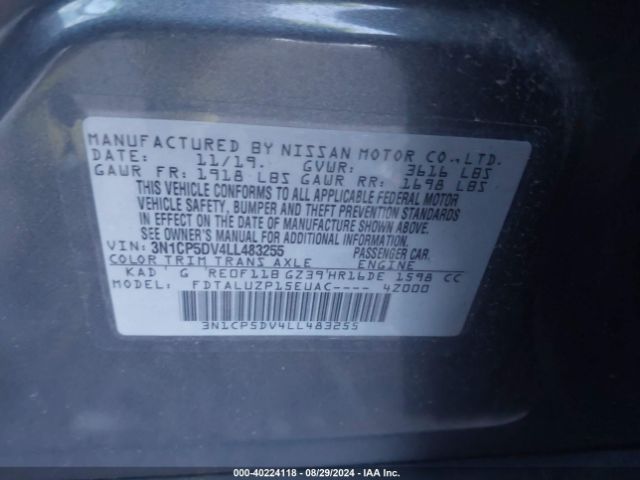 MANUFACTURED BY NISSAN MOTOR CO.,LTD.
DATE: 11/19. GVWR: 3616 LBS
GAWR FR: 1918 LBS GAWR RR: 1698 LBS
THIS VEHICLE CONFORMS TO ALL APPLICABLE FEDERAL MOTOR
VEHICLE SAFETY, BUMPER AND THEFT PREVENTION STANDARDS
IN EFFECT ON THE DATE OF MANUFACTURE SHOWN ABOVE.
SEE OWNER'S MANUAL FOR ADDITIONAL INFORMATION
VIN: 3N1CP5DV4LL483255 PASSENGER CAR
COLOR TRIM TRANS AXLE ENGINE
KAD G RE0F11B GZ39 HR16DE 1598 CC
MODEL: FDTALUZP15EUAC---- 4Z000
3N1CP5DV4LL483255
000-40224118 - 08/29/2024 - IAA Inc.